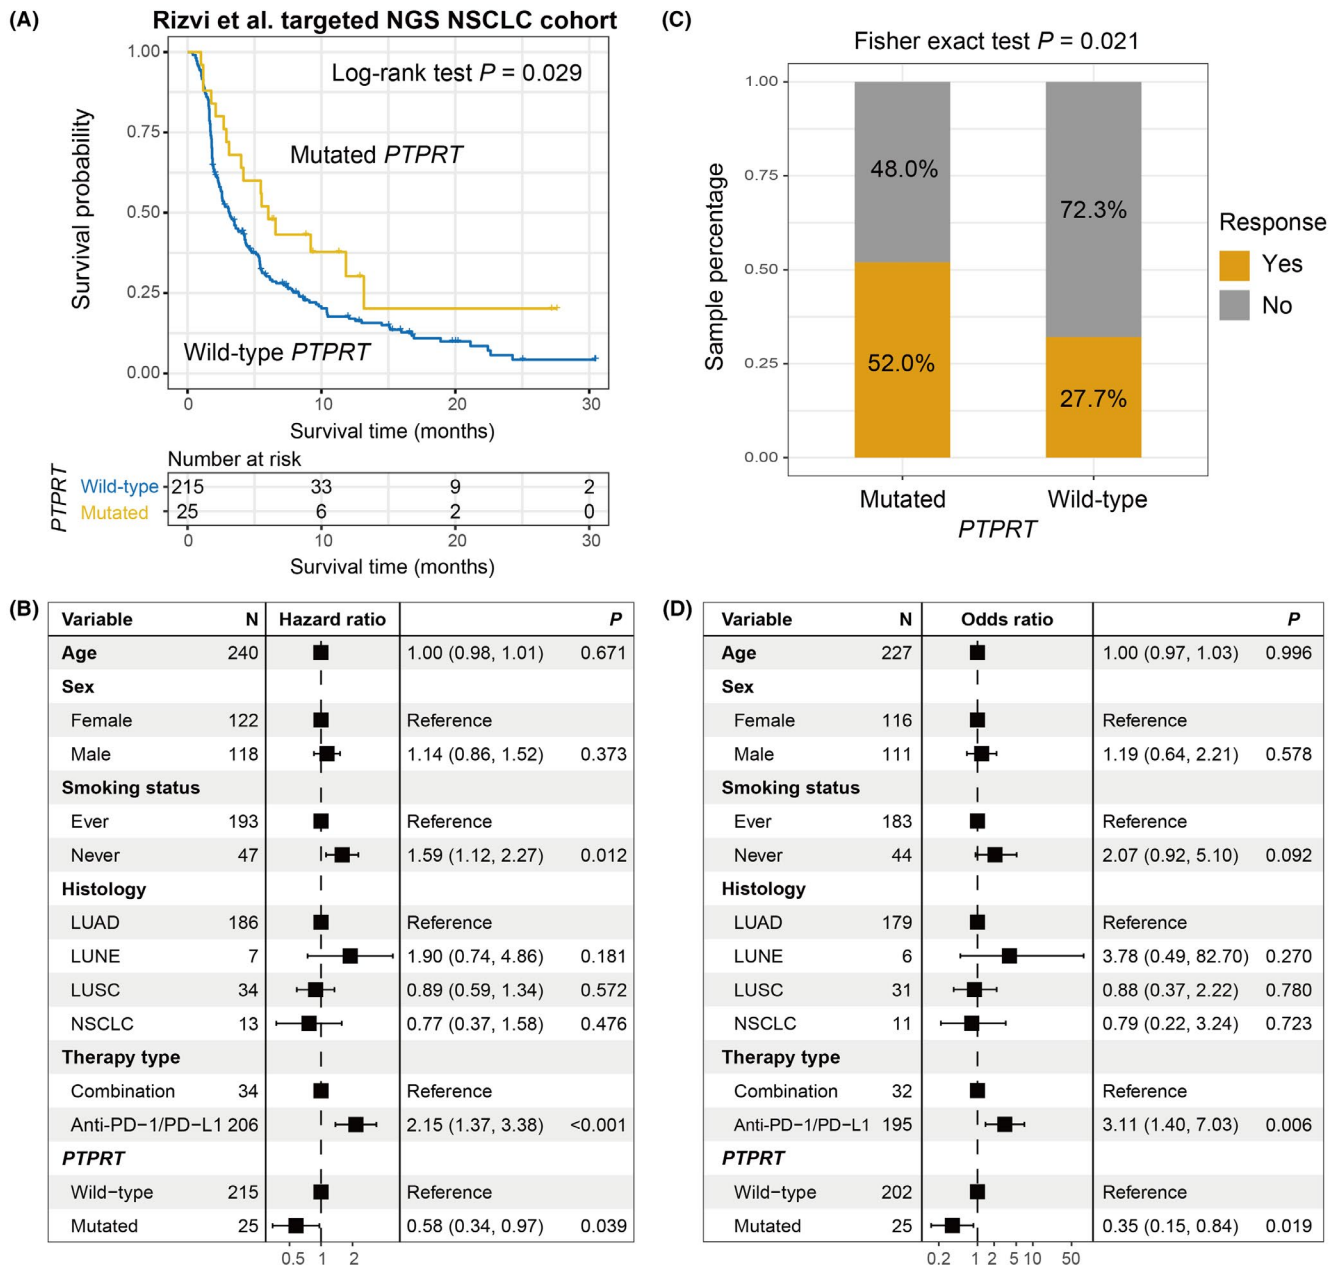 (A)
Rizvi et al. targeted NGS NSCLC cohort
Log-rank test P = 0.029
Mutated PTPRT
Wild-type PTPRT
Survival probability
1.00
0.75
0.50
0.25
0.00
0 10 20 30
Survival time (months)
Number at risk
PTPRT
Wild-type 215 33 9 2
Mutated 25 6 2 0
0 10 20 30
Survival time (months)
(C)
Fisher exact test P = 0.021
Sample percentage
1.00
0.75
0.50
0.25
0.00
48.0%
52.0%
72.3%
27.7%
Mutated Wild-type
PTPRT
Response
Yes
No
(B)
Variable N Hazard ratio P
Age 240 1.00 (0.98, 1.01) 0.671
Sex
Female 122 Reference
Male 118 1.14 (0.86, 1.52) 0.373
Smoking status
Ever 193 Reference
Never 47 1.59 (1.12, 2.27) 0.012
Histology
LUAD 186 Reference
LUNE 7 1.90 (0.74, 4.86) 0.181
LUSC 34 0.89 (0.59, 1.34) 0.572
NSCLC 13 0.77 (0.37, 1.58) 0.476
Therapy type
Combination 34 Reference
Anti-PD−1/PD−L1 206 2.15 (1.37, 3.38) <0.001
PTPRT
Wild−type 215 Reference
Mutated 25 0.58 (0.34, 0.97) 0.039
0.5 1 2
(D)
Variable N Odds ratio P
Age 227 1.00 (0.97, 1.03) 0.996
Sex
Female 116 Reference
Male 111 1.19 (0.64, 2.21) 0.578
Smoking status
Ever 183 Reference
Never 44 2.07 (0.92, 5.10) 0.092
Histology
LUAD 179 Reference
LUNE 6 3.78 (0.49, 82.70) 0.270
LUSC 31 0.88 (0.37, 2.22) 0.780
NSCLC 11 0.79 (0.22, 3.24) 0.723
Therapy type
Combination 32 Reference
Anti-PD−1/PD−L1 195 3.11 (1.40, 7.03) 0.006
PTPRT
Wild−type 202 Reference
Mutated 25 0.35 (0.15, 0.84) 0.019
0.2 1 2 5 10 50